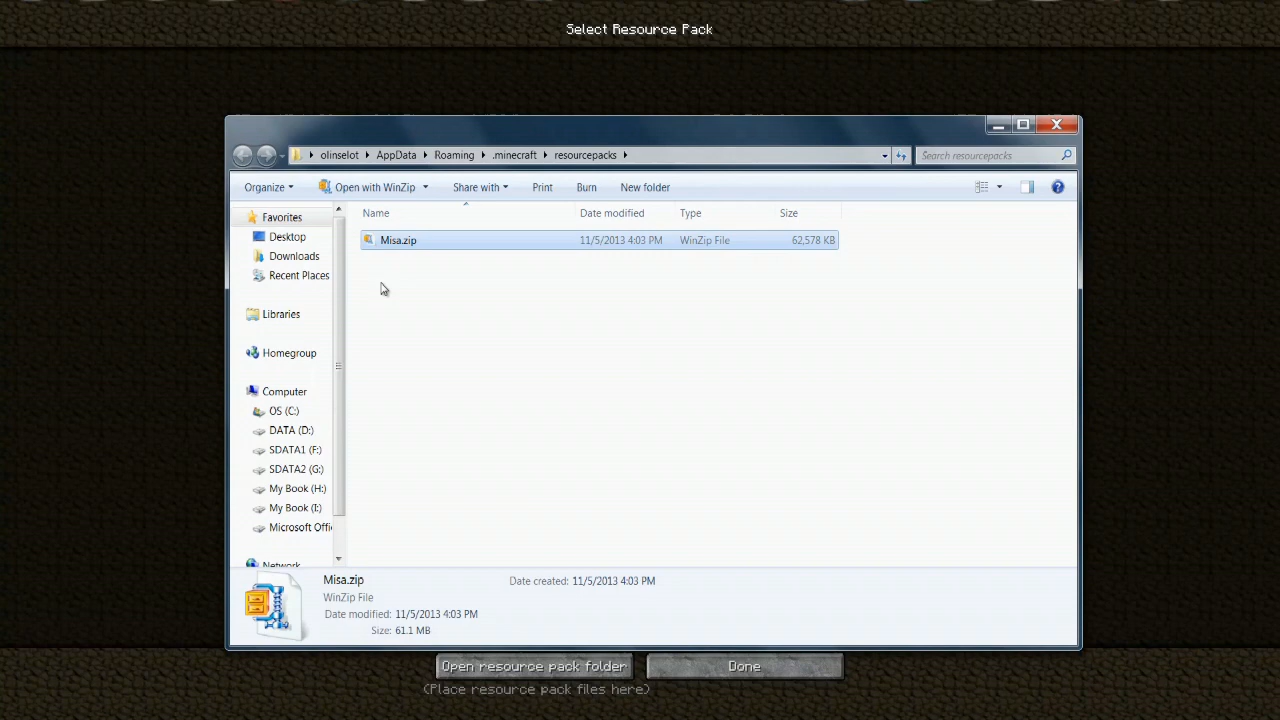 Select Resource Pack
olinselot AppData Roaming .minecraft resourcepacks
Search resourcepacks
Organize Open with WinZip Share with Print Burn New folder
Favorites
Desktop
Downloads
Recent Places
Libraries
Homegroup
Computer
OS (C:)
DATA (D:)
SDATA1 (F:)
SDATA2 (G:)
My Book (H:)
My Book (I:)
Microsoft Offi
Network
Name Date modified Type Size
Misa.zip 11/5/2013 4:03 PM WinZip File 62,578 KB
Misa.zip Date created: 11/5/2013 4:03 PM
WinZip File
Date modified: 11/5/2013 4:03 PM
Size: 61.1 MB
Open resource pack folder Done
(Place resource pack files here)